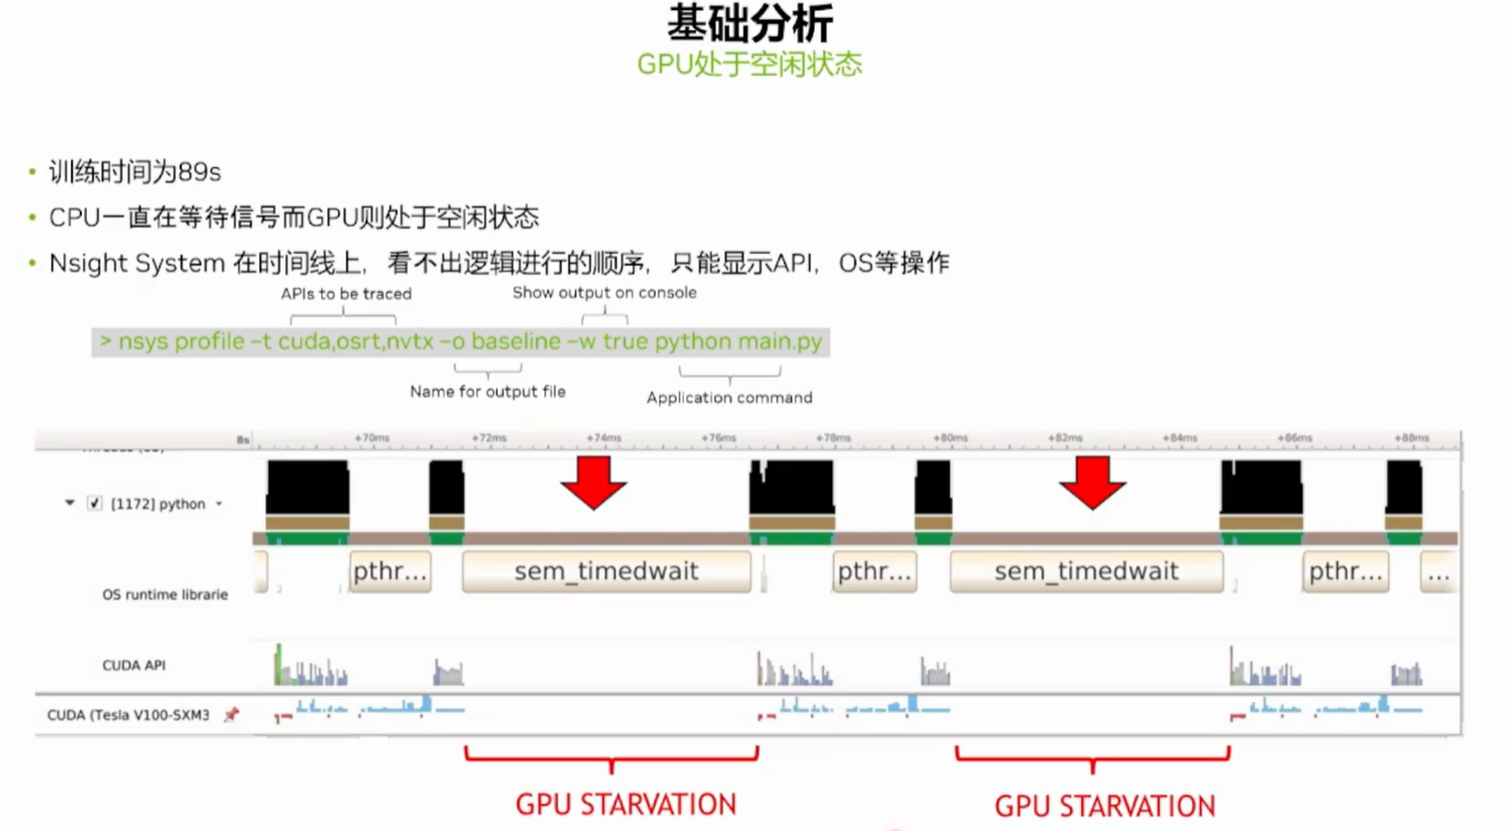 基础分析
GPU处于空闲状态
• 训练时间为89s
• CPU一直在等待信号而GPU则处于空闲状态
• Nsight System 在时间线上，看不出逻辑进行的顺序，只能显示API，OS等操作
APIs to be traced
Show output on console
> nsys profile –t cuda,osrt,nvtx –o baseline –w true python main.py
Name for output file
Application command
8s +70ms +72ms +74ms +76ms +78ms +80ms +82ms +84ms +86ms +88ms
[1172] python
OS runtime librarie
pthr... sem_timedwait pthr... sem_timedwait pthr... ...
CUDA API
CUDA (Tesla V100-SXM3
GPU STARVATION GPU STARVATION